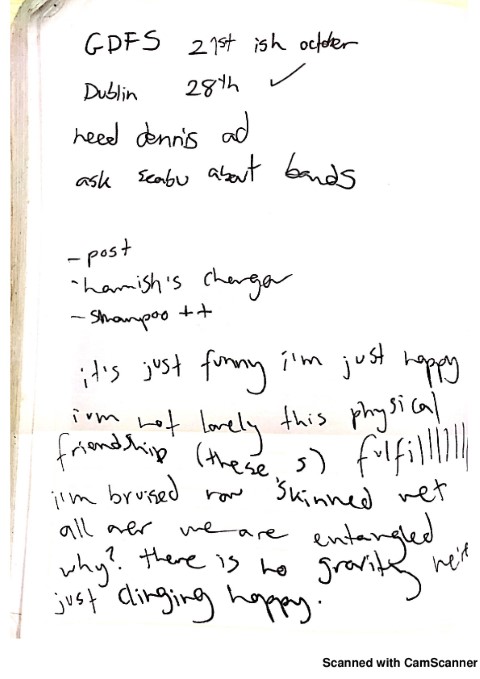 GDFS 21st ish october
Dublin 28th ✓
need dennis ad
ask Seabu about bands
- post
- hamish's charger
- shampoo ++
it's just funny i'm just happy
i'm not lonely this physical
friendship (these s) fulfilllllll
i'm bruised raw skinned wet
all over we are entangled
why? there is no gravity we're
just clinging happy.
Scanned with CamScanner